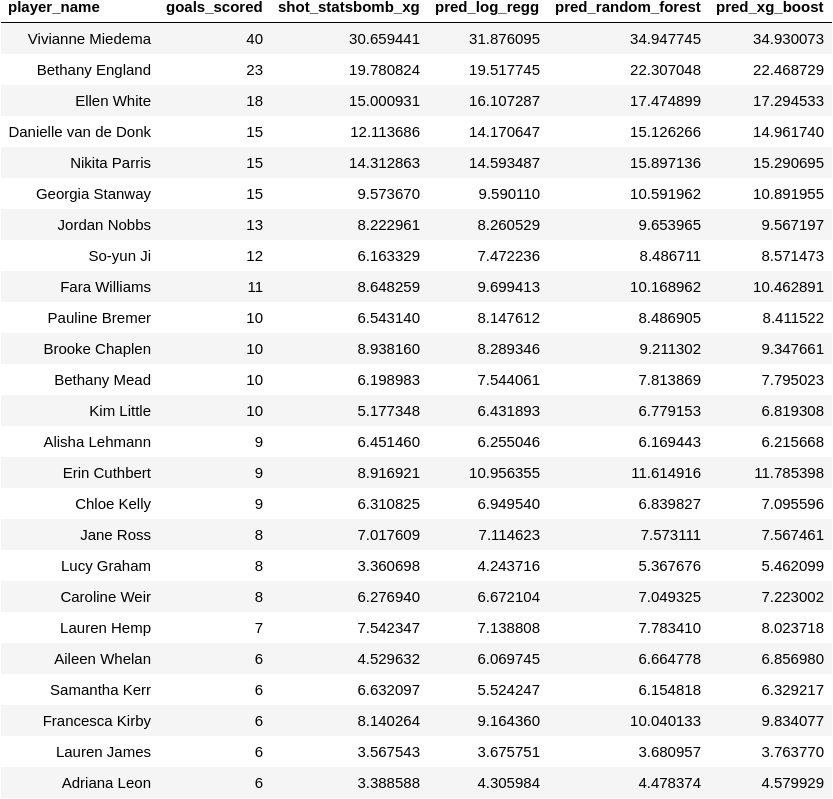 player_name goals_scored shot_statsbomb_xg pred_log_regg pred_random_forest pred_xg_boost
Vivianne Miedema 40 30.659441 31.876095 34.947745 34.930073
Bethany England 23 19.780824 19.517745 22.307048 22.468729
Ellen White 18 15.000931 16.107287 17.474899 17.294533
Danielle van de Donk 15 12.113686 14.170647 15.126266 14.961740
Nikita Parris 15 14.312863 14.593487 15.897136 15.290695
Georgia Stanway 15 9.573670 9.590110 10.591962 10.891955
Jordan Nobbs 13 8.222961 8.260529 9.653965 9.567197
So-yun Ji 12 6.163329 7.472236 8.486711 8.571473
Fara Williams 11 8.648259 9.699413 10.168962 10.462891
Pauline Bremer 10 6.543140 8.147612 8.486905 8.411522
Brooke Chaplen 10 8.938160 8.289346 9.211302 9.347661
Bethany Mead 10 6.198983 7.544061 7.813869 7.795023
Kim Little 10 5.177348 6.431893 6.779153 6.819308
Alisha Lehmann 9 6.451460 6.255046 6.169443 6.215668
Erin Cuthbert 9 8.916921 10.956355 11.614916 11.785398
Chloe Kelly 9 6.310825 6.949540 6.839827 7.095596
Jane Ross 8 7.017609 7.114623 7.573111 7.567461
Lucy Graham 8 3.360698 4.243716 5.367676 5.462099
Caroline Weir 8 6.276940 6.672104 7.049325 7.223002
Lauren Hemp 7 7.542347 7.138808 7.783410 8.023718
Aileen Whelan 6 4.529632 6.069745 6.664778 6.856980
Samantha Kerr 6 6.632097 5.524247 6.154818 6.329217
Francesca Kirby 6 8.140264 9.164360 10.040133 9.834077
Lauren James 6 3.567543 3.675751 3.680957 3.763770
Adriana Leon 6 3.388588 4.305984 4.478374 4.579929